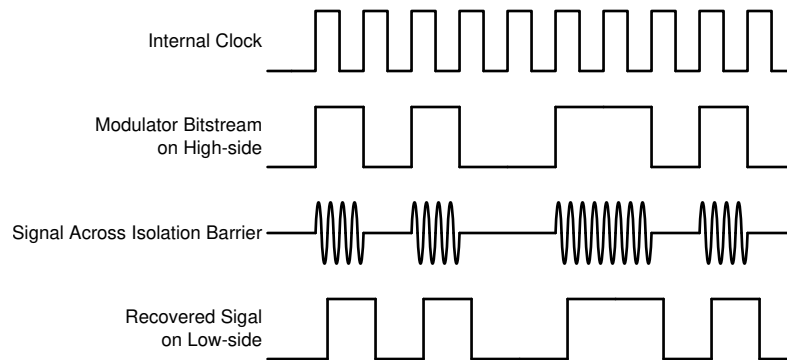 Internal Clock
Modulator Bitstream
on High-side
Signal Across Isolation Barrier
Recovered Sigal
on Low-side